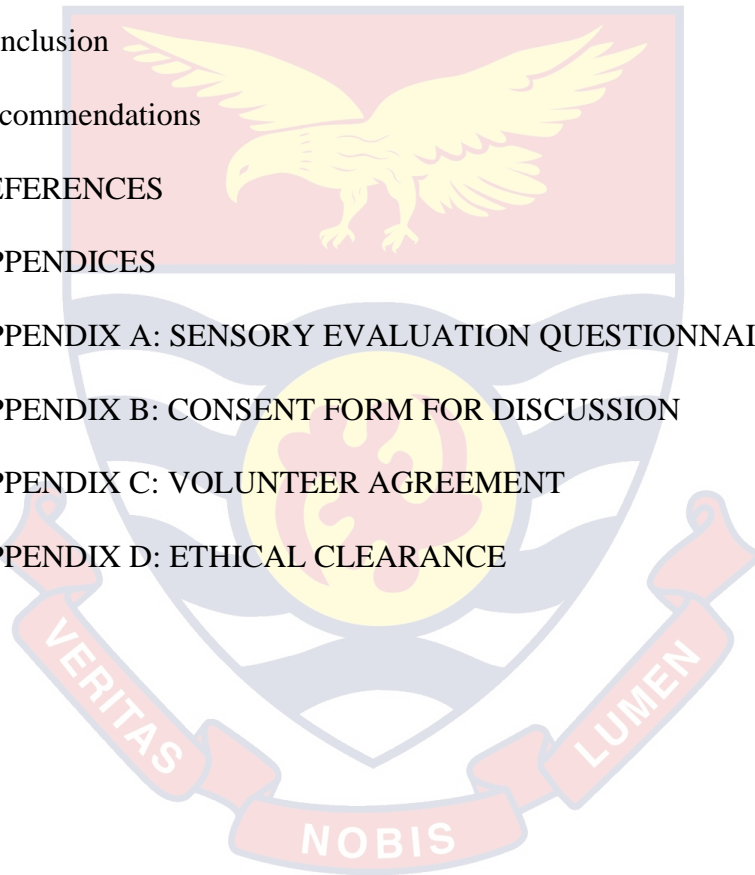 nclusion
commendations
EFERENCES
PPENDICES
PPENDIX A: SENSORY EVALUATION QUESTIONNAI
PPENDIX B: CONSENT FORM FOR DISCUSSION
PPENDIX C: VOLUNTEER AGREEMENT
PPENDIX D: ETHICAL CLEARANCE
VERITAS
NOBIS
LUMEN